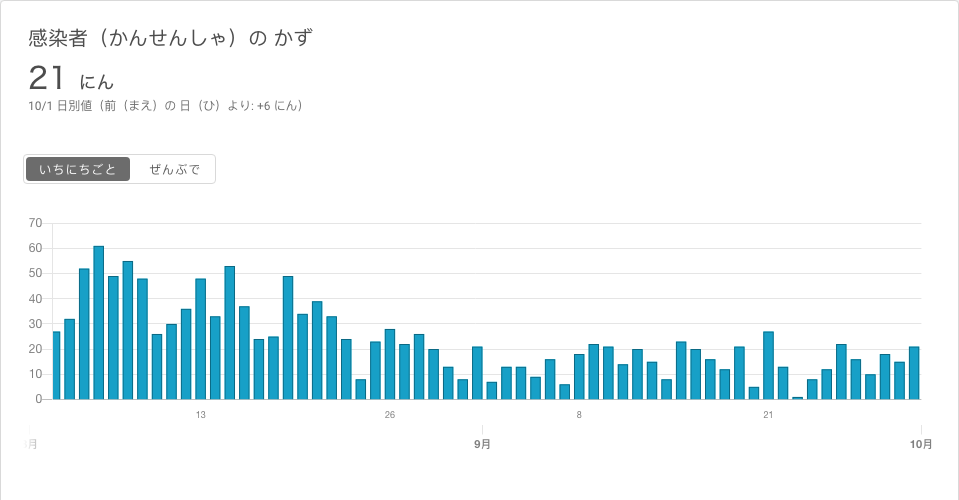 感染者（かんせんしゃ）の かず
21 にん
10/1 日別値（前（まえ）の 日（ひ）より: +6 にん）
いちにちごと ぜんぶで
70
60
50
40
30
20
10
0
13 26 8 21
月 9月 10月